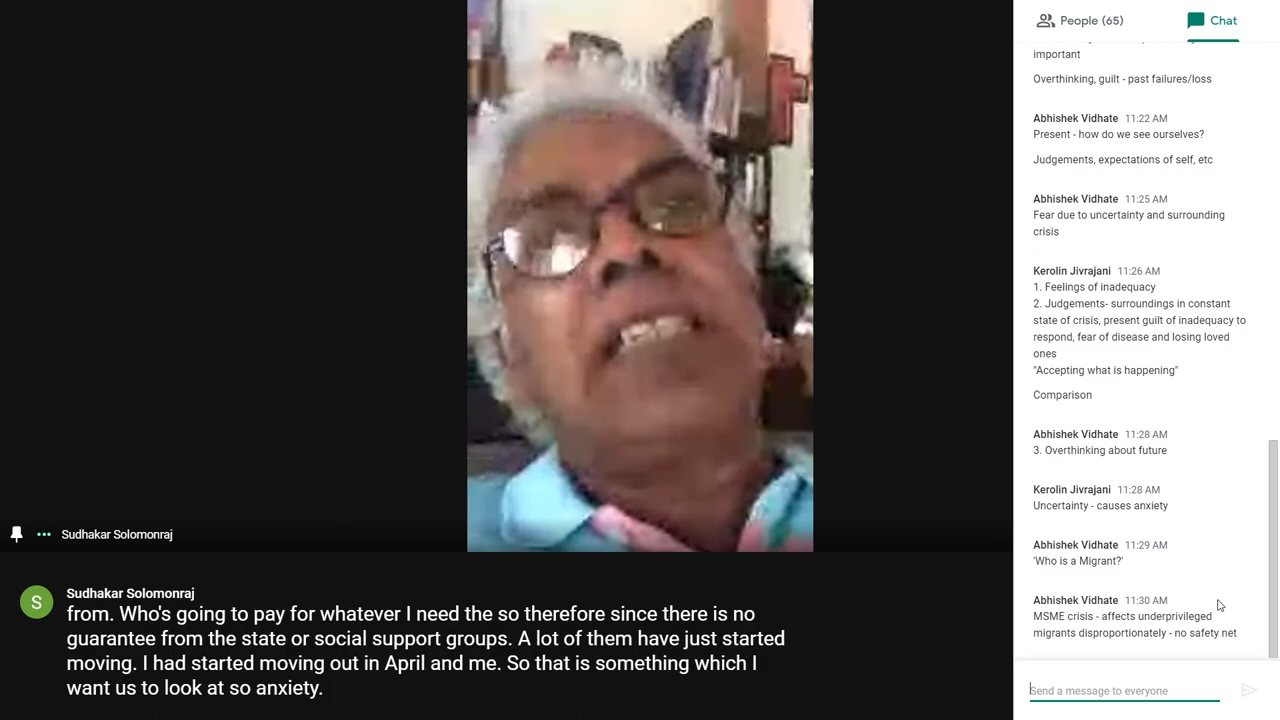 People (65)
Chat
important
Overthinking, guilt - past failures/loss
Abhishek Vidhate 11:22 AM
Present - how do we see ourselves?
Judgements, expectations of self, etc
Abhishek Vidhate 11:25 AM
Fear due to uncertainty and surrounding
crisis
Kerolin Jivrajani 11:26 AM
1. Feelings of inadequacy
2. Judgements- surroundings in constant
state of crisis, present guilt of inadequacy to
respond, fear of disease and losing loved
ones
"Accepting what is happening"
Comparison
Abhishek Vidhate 11:28 AM
3. Overthinking about future
Kerolin Jivrajani 11:28 AM
Uncertainty - causes anxiety
Abhishek Vidhate 11:29 AM
'Who is a Migrant?'
Abhishek Vidhate 11:30 AM
MSME crisis - affects underprivileged
migrants disproportionately - no safety net
Send a message to everyone
Sudhakar Solomonraj
S
Sudhakar Solomonraj
from. Who's going to pay for whatever I need the so therefore since there is no
guarantee from the state or social support groups. A lot of them have just started
moving. I had started moving out in April and me. So that is something which I
want us to look at so anxiety.